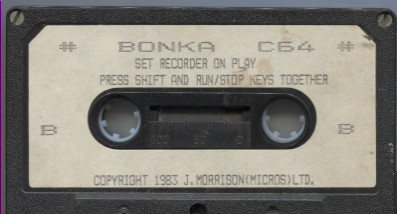 # BONKA C64 #
SET RECORDER ON PLAY
PRESS SHIFT AND RUN/STOP KEYS TOGETHER
B B
COPYRIGHT 1983 J.MORRISON(MICROS)LTD.